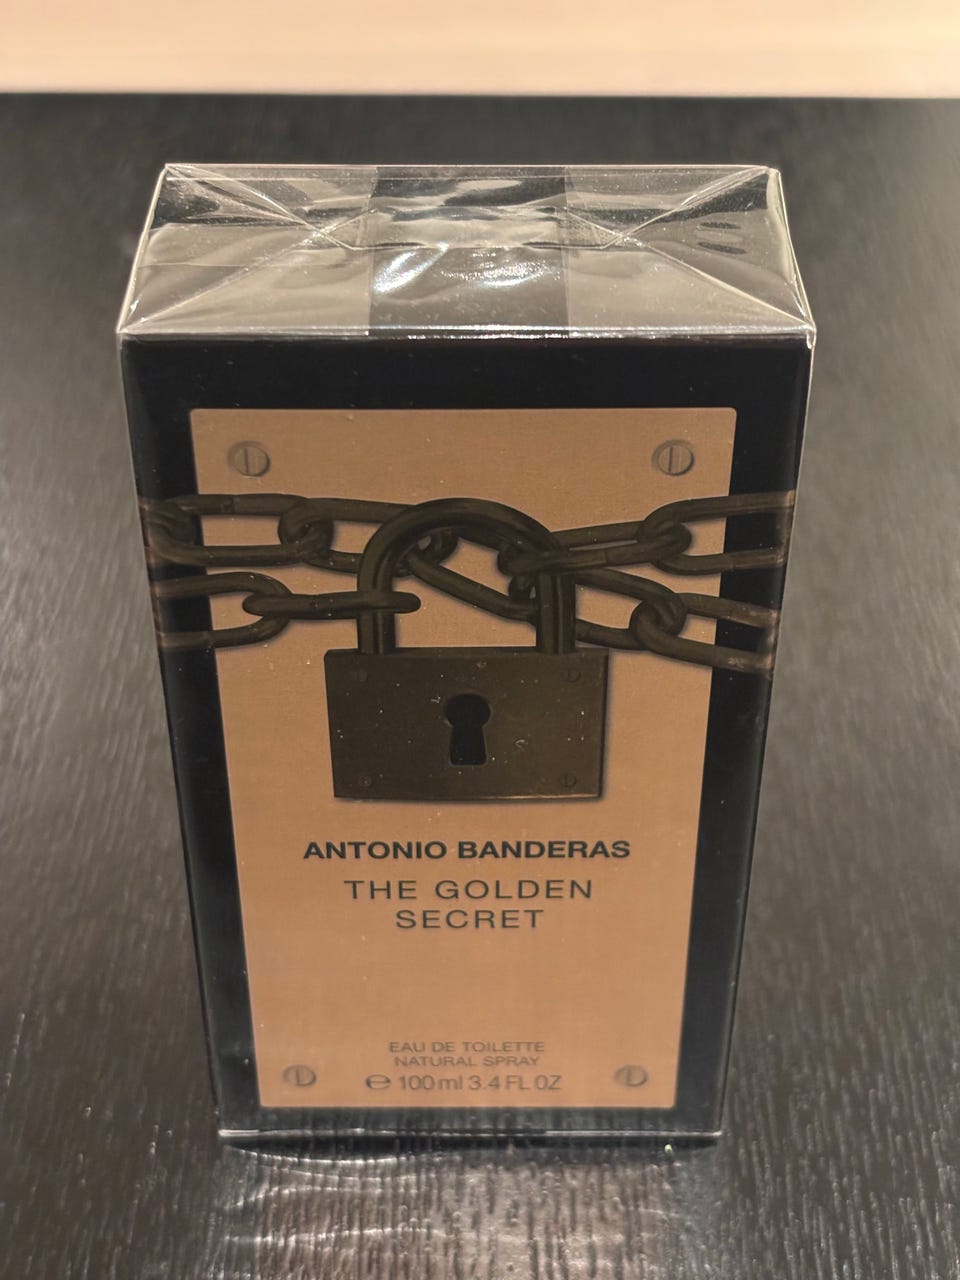 ANTONIO BANDERAS
THE GOLDEN
SECRET
EAU DE TOILETTE
NATURAL SPRAY
℮ 100 ml 3.4 FL OZ